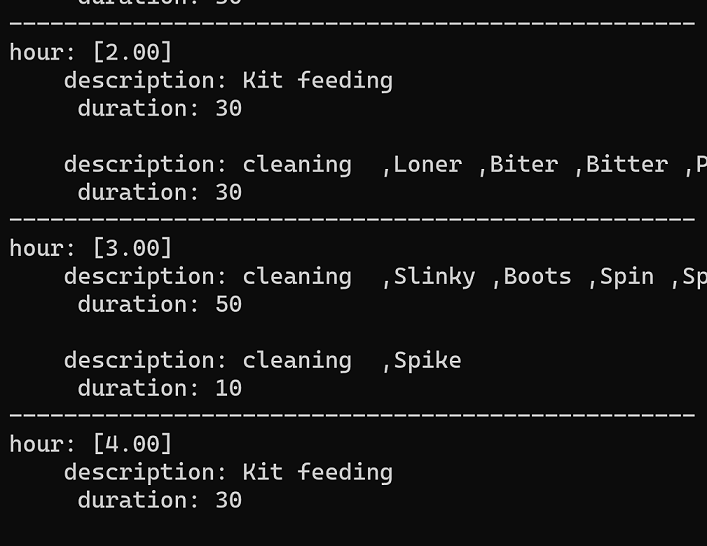 duration: 30
--------------------------------------------------
hour: [2.00]
description: Kit feeding
duration: 30
description: cleaning  ,Loner ,Biter ,Bitter ,P
duration: 30
--------------------------------------------------
hour: [3.00]
description: cleaning  ,Slinky ,Boots ,Spin ,Sp
duration: 50
description: cleaning  ,Spike
duration: 10
--------------------------------------------------
hour: [4.00]
description: Kit feeding
duration: 30